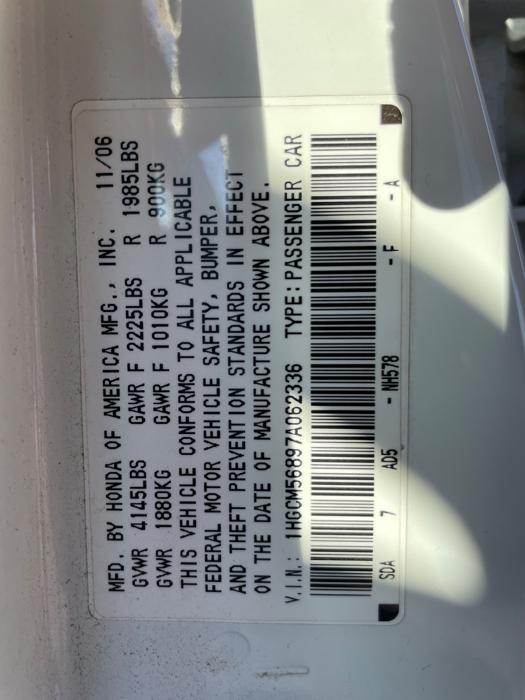 MFD. BY HONDA OF AMERICA MFG., INC. 11/06
GVWR 4145LBS GAWR F 2225LBS R 1985LBS
GVWR 1880KG GAWR F 1010KG R 900KG
THIS VEHICLE CONFORMS TO ALL APPLICABLE
FEDERAL MOTOR VEHICLE SAFETY, BUMPER,
AND THEFT PREVENTION STANDARDS IN EFFECT
ON THE DATE OF MANUFACTURE SHOWN ABOVE.
V.I.N.: 1HGCM56897A062336 TYPE: PASSENGER CAR
SDA 7 AD5 - NH578 - F - A